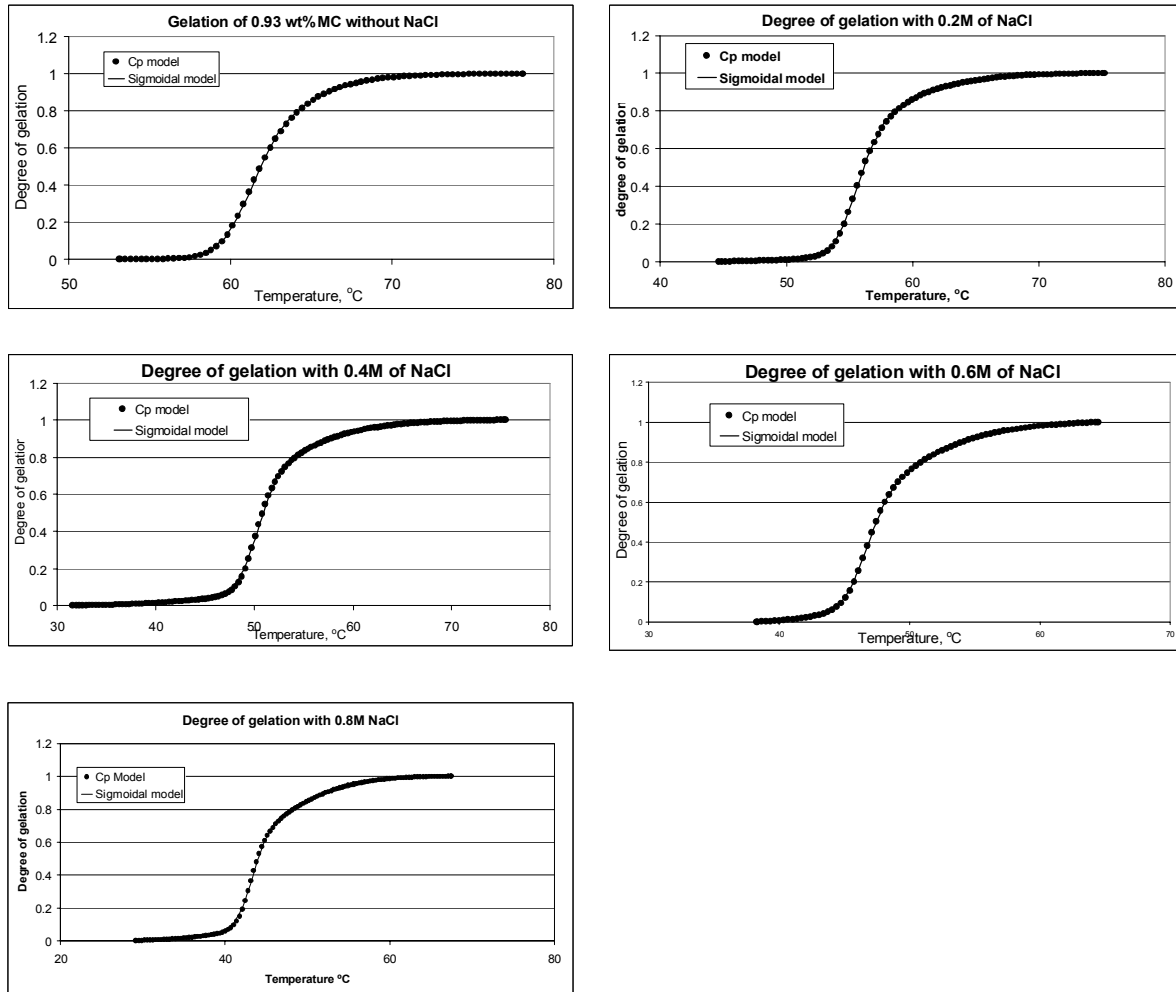 Gelation of 0.93 wt% MC without NaCl
1.2
1
0.8
0.6
0.4
0.2
0
Degree of gelation
Cp model
Sigmoidal model
50 60 70 80
Temperature, °C
Degree of gelation with 0.2M of NaCl
1.2
1
0.8
0.6
0.4
0.2
0
degree of gelation
Cp model
Sigmoidal model
40 50 60 70 80
Temperature, °C
Degree of gelation with 0.4M of NaCl
1.2
1
0.8
0.6
0.4
0.2
0
Degree of gelation
Cp model
Sigmoidal model
30 40 50 60 70 80
Temperature, °C
Degree of gelation with 0.6M of NaCl
1.2
1
0.8
0.6
0.4
0.2
0
Degree of gelation
Cp model
Sigmoidal model
30 40 50 60 70
Temperature, °C
Degree of gelation with 0.8M NaCl
1.2
1
0.8
0.6
0.4
0.2
0
Degree of gelation
Cp Model
Sigmoidal model
20 40 60 80
Temperature °C